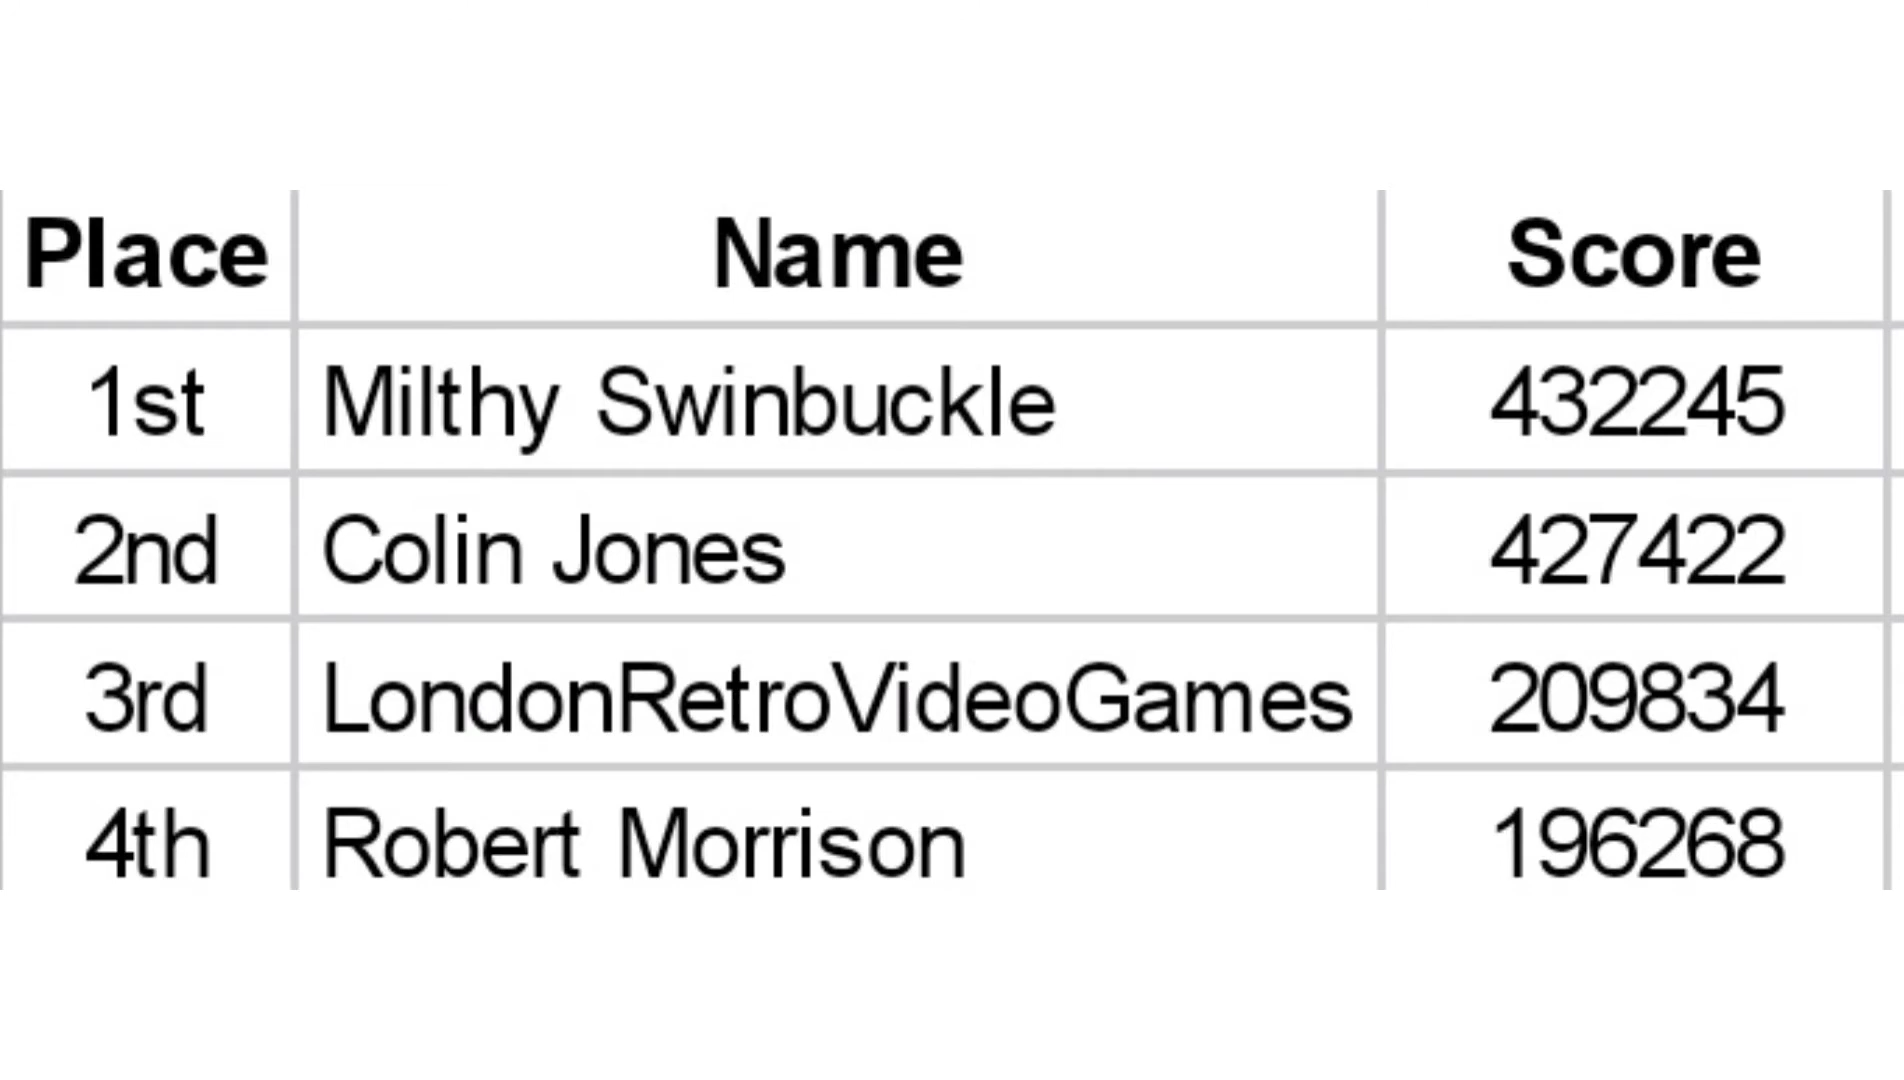 Place Name Score
1st Milthy Swinbuckle 432245
2nd Colin Jones 427422
3rd LondonRetroVideoGames 209834
4th Robert Morrison 196268